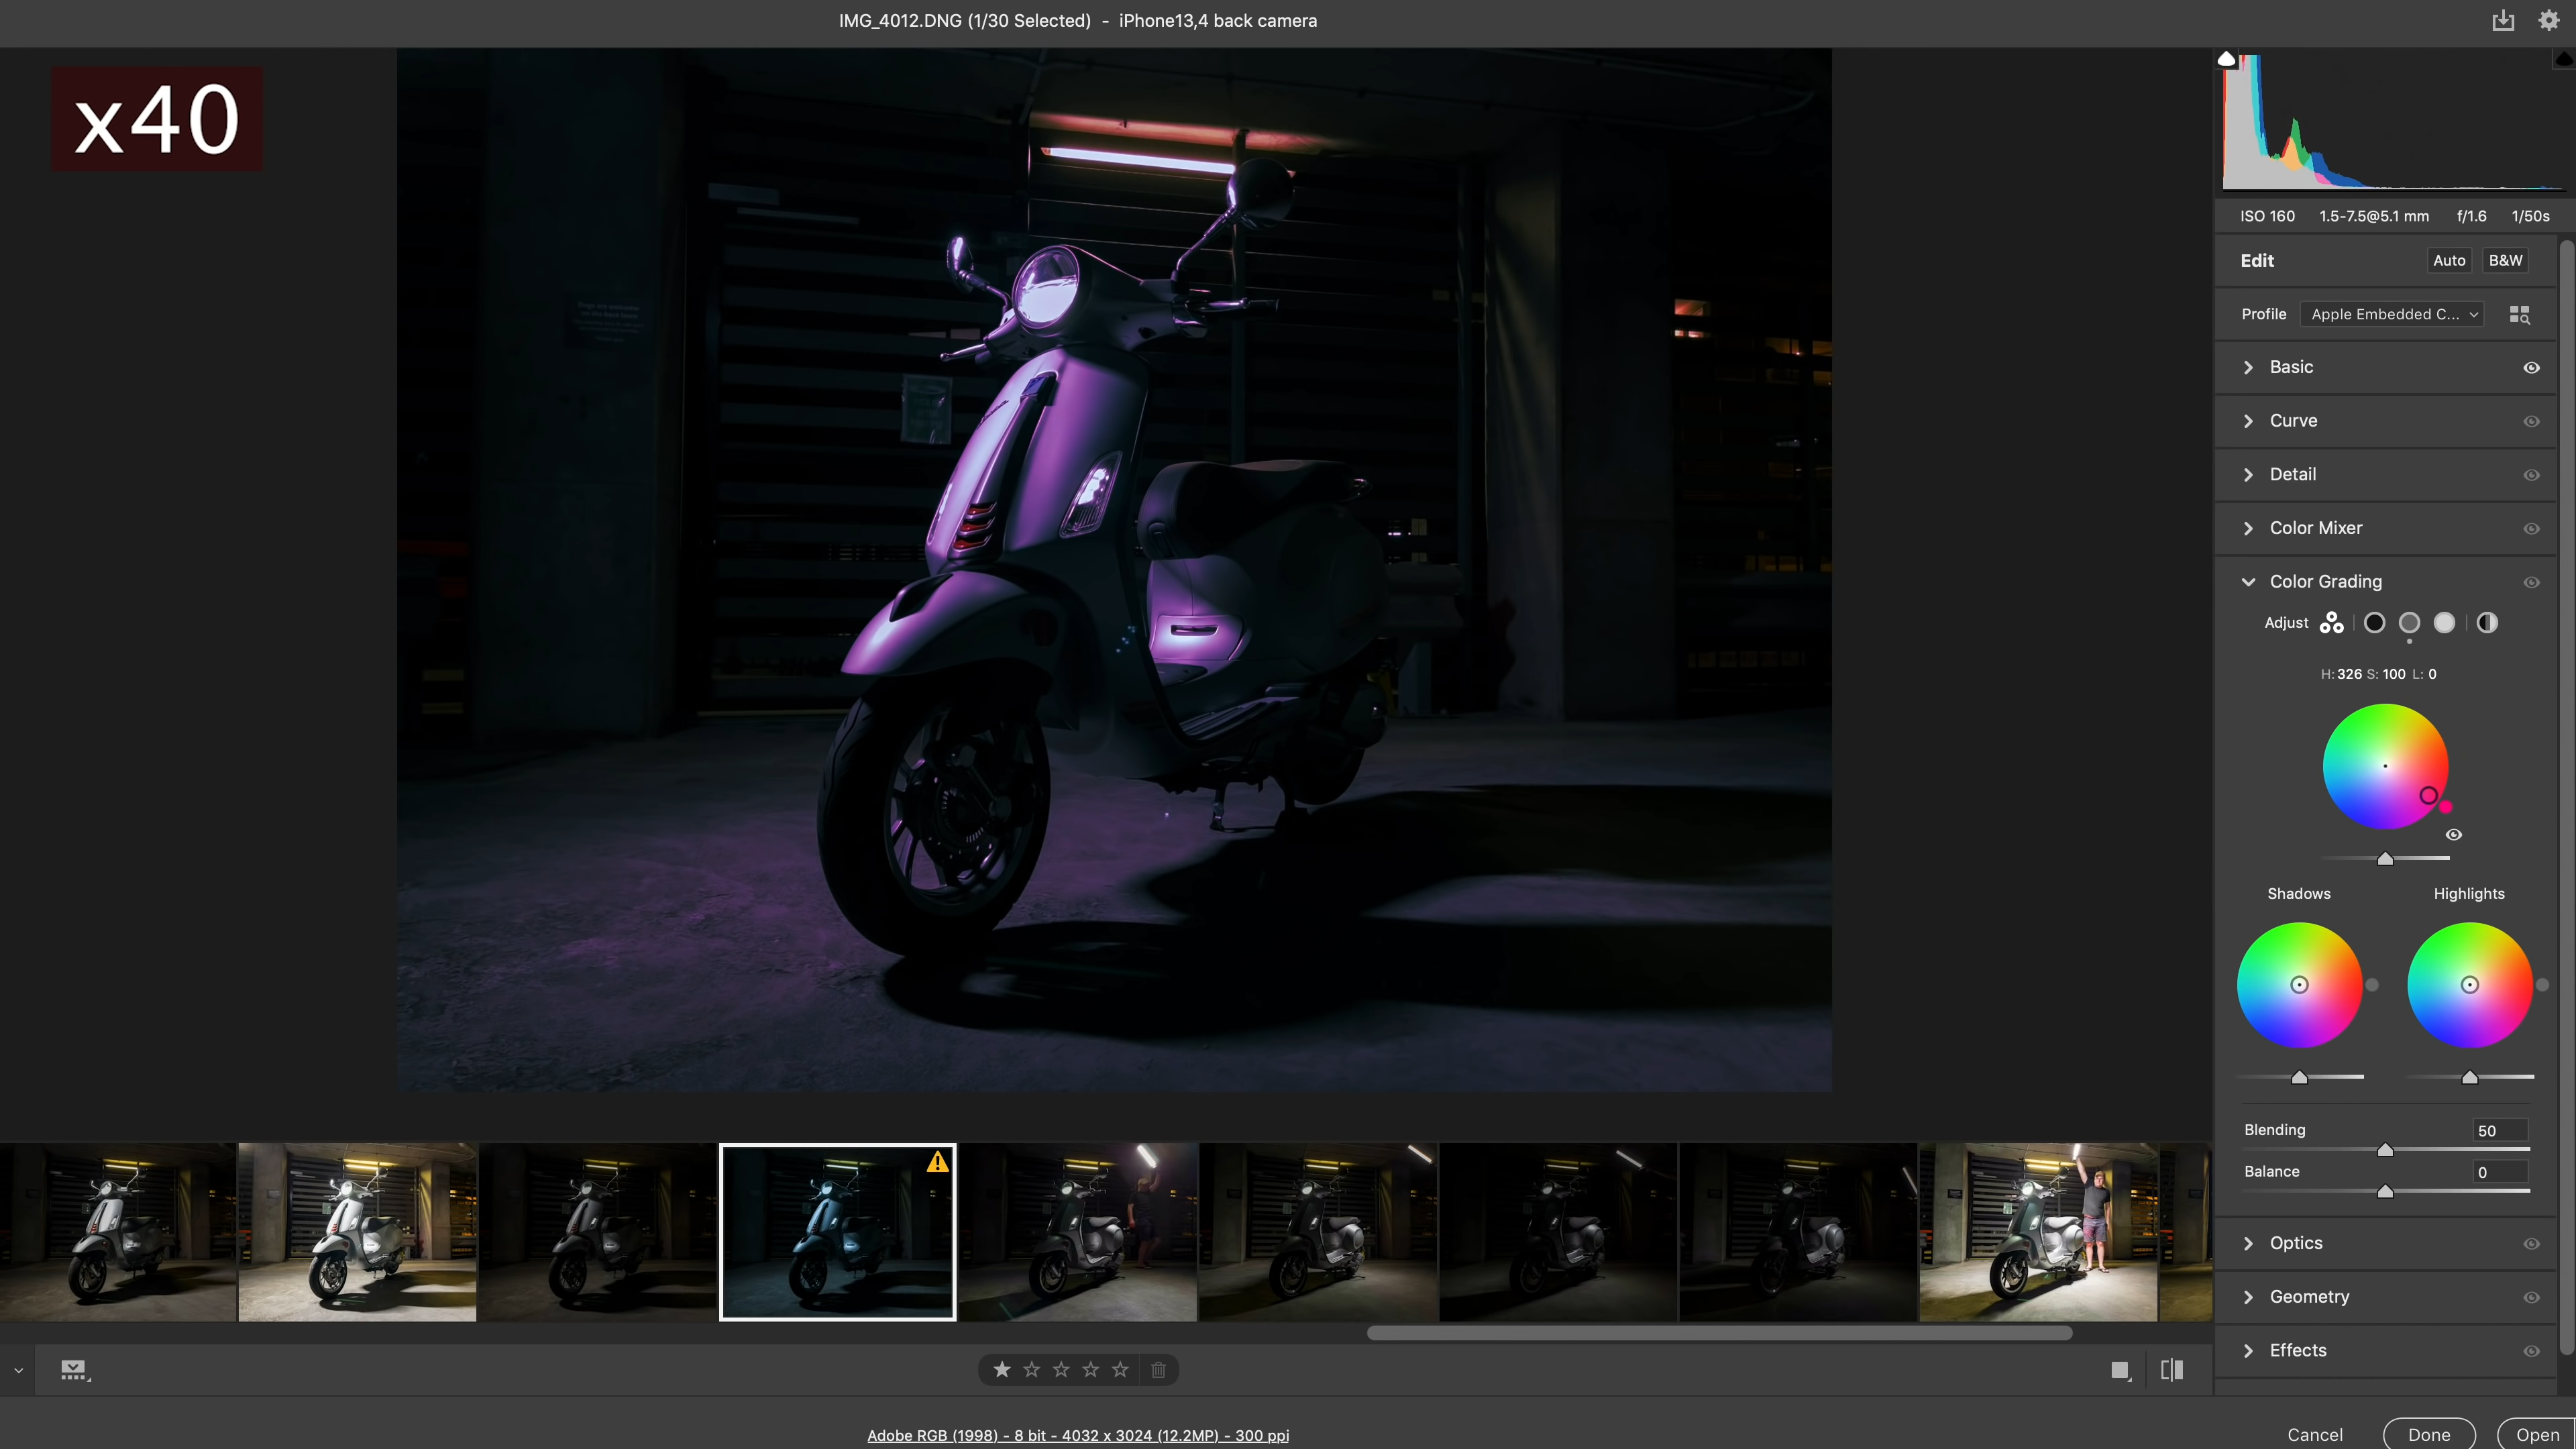 IMG_4012.DNG (1/30 Selected) - iPhone13,4 back camera
x40
ISO 160 1.5-7.5@5.1 mm f/1.6 1/50s
Edit Auto B&W
Profile Apple Embedded C...
Basic
Curve
Detail
Color Mixer
Color Grading
Adjust
H: 326 S: 100 L: 0
Shadows Highlights
Blending 50
Balance 0
Optics
Geometry
Effects
Adobe RGB (1998) - 8 bit - 4032 x 3024 (12.2MP) - 300 ppi
Cancel Done Open